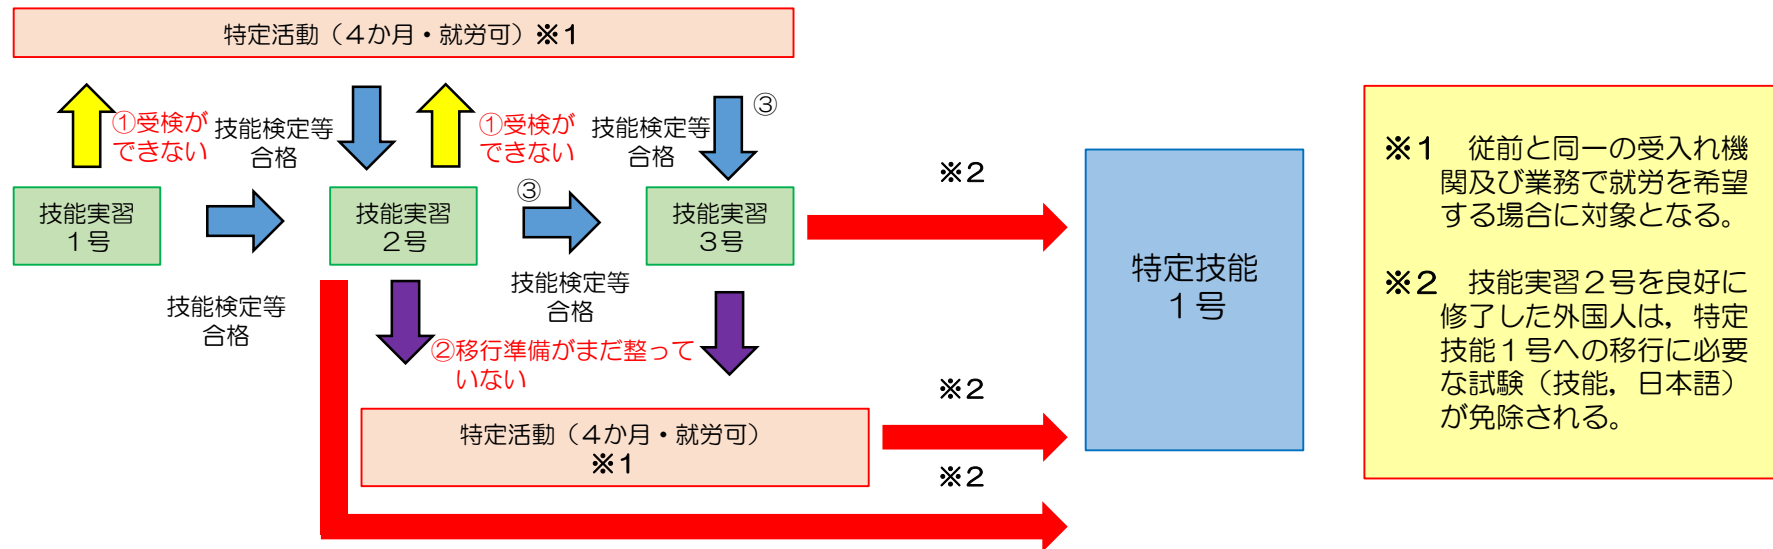 特定活動（４か月・就労可）※１
①受検が
できない
技能検定等
合格
①受検が
できない
技能検定等
合格
③
技能実習
１号
技能実習
２号
③
技能実習
３号
※２
技能検定等
合格
技能検定等
合格
②移行準備がまだ整って
いない
特定活動（４か月・就労可）
※１
※２
※２
特定技能
１号
※１　従前と同一の受入れ機
関及び業務で就労を希望
する場合に対象となる。
※２　技能実習２号を良好に
修了した外国人は，特定
技能１号への移行に必要
な試験（技能，日本語）
が免除される。